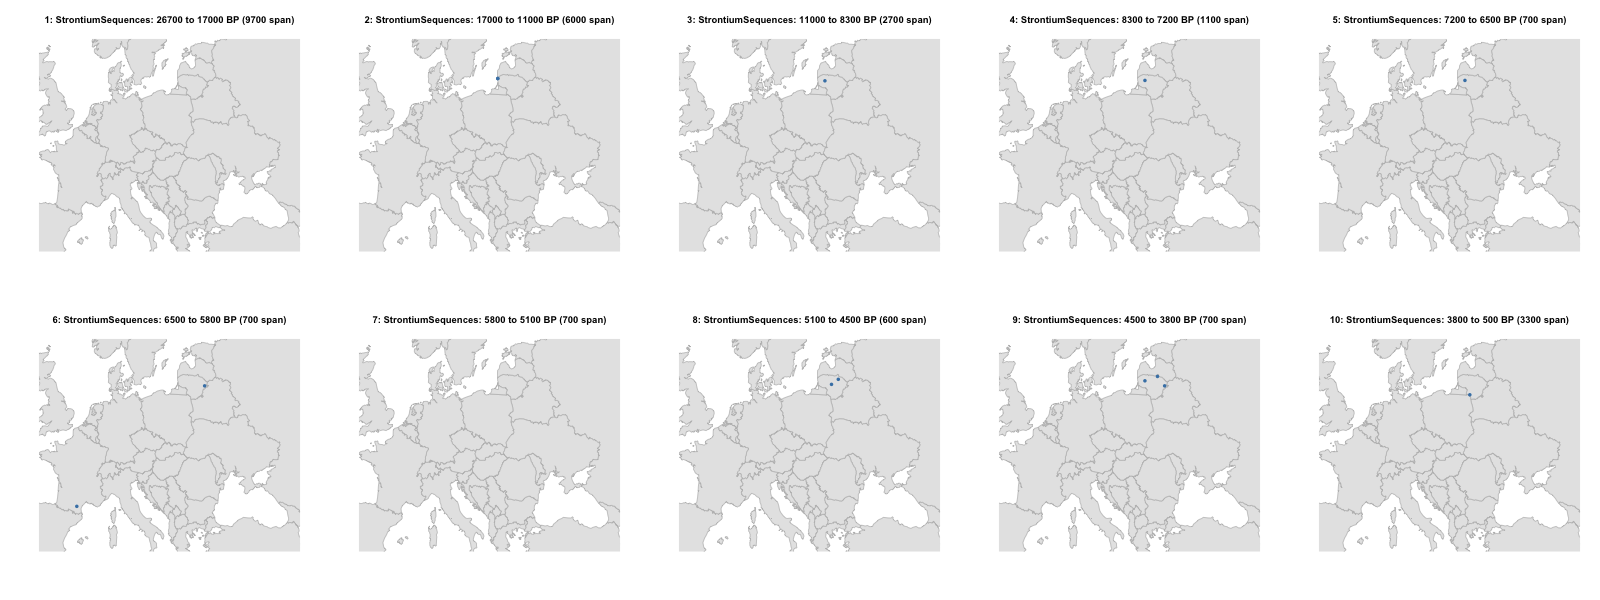 1: StrontiumSequences: 26700 to 17000 BP (9700 span)
2: StrontiumSequences: 17000 to 11000 BP (6000 span)
3: StrontiumSequences: 11000 to 8300 BP (2700 span)
4: StrontiumSequences: 8300 to 7200 BP (1100 span)
5: StrontiumSequences: 7200 to 6500 BP (700 span)
6: StrontiumSequences: 6500 to 5800 BP (700 span)
7: StrontiumSequences: 5800 to 5100 BP (700 span)
8: StrontiumSequences: 5100 to 4500 BP (600 span)
9: StrontiumSequences: 4500 to 3800 BP (700 span)
10: StrontiumSequences: 3800 to 500 BP (3300 span)